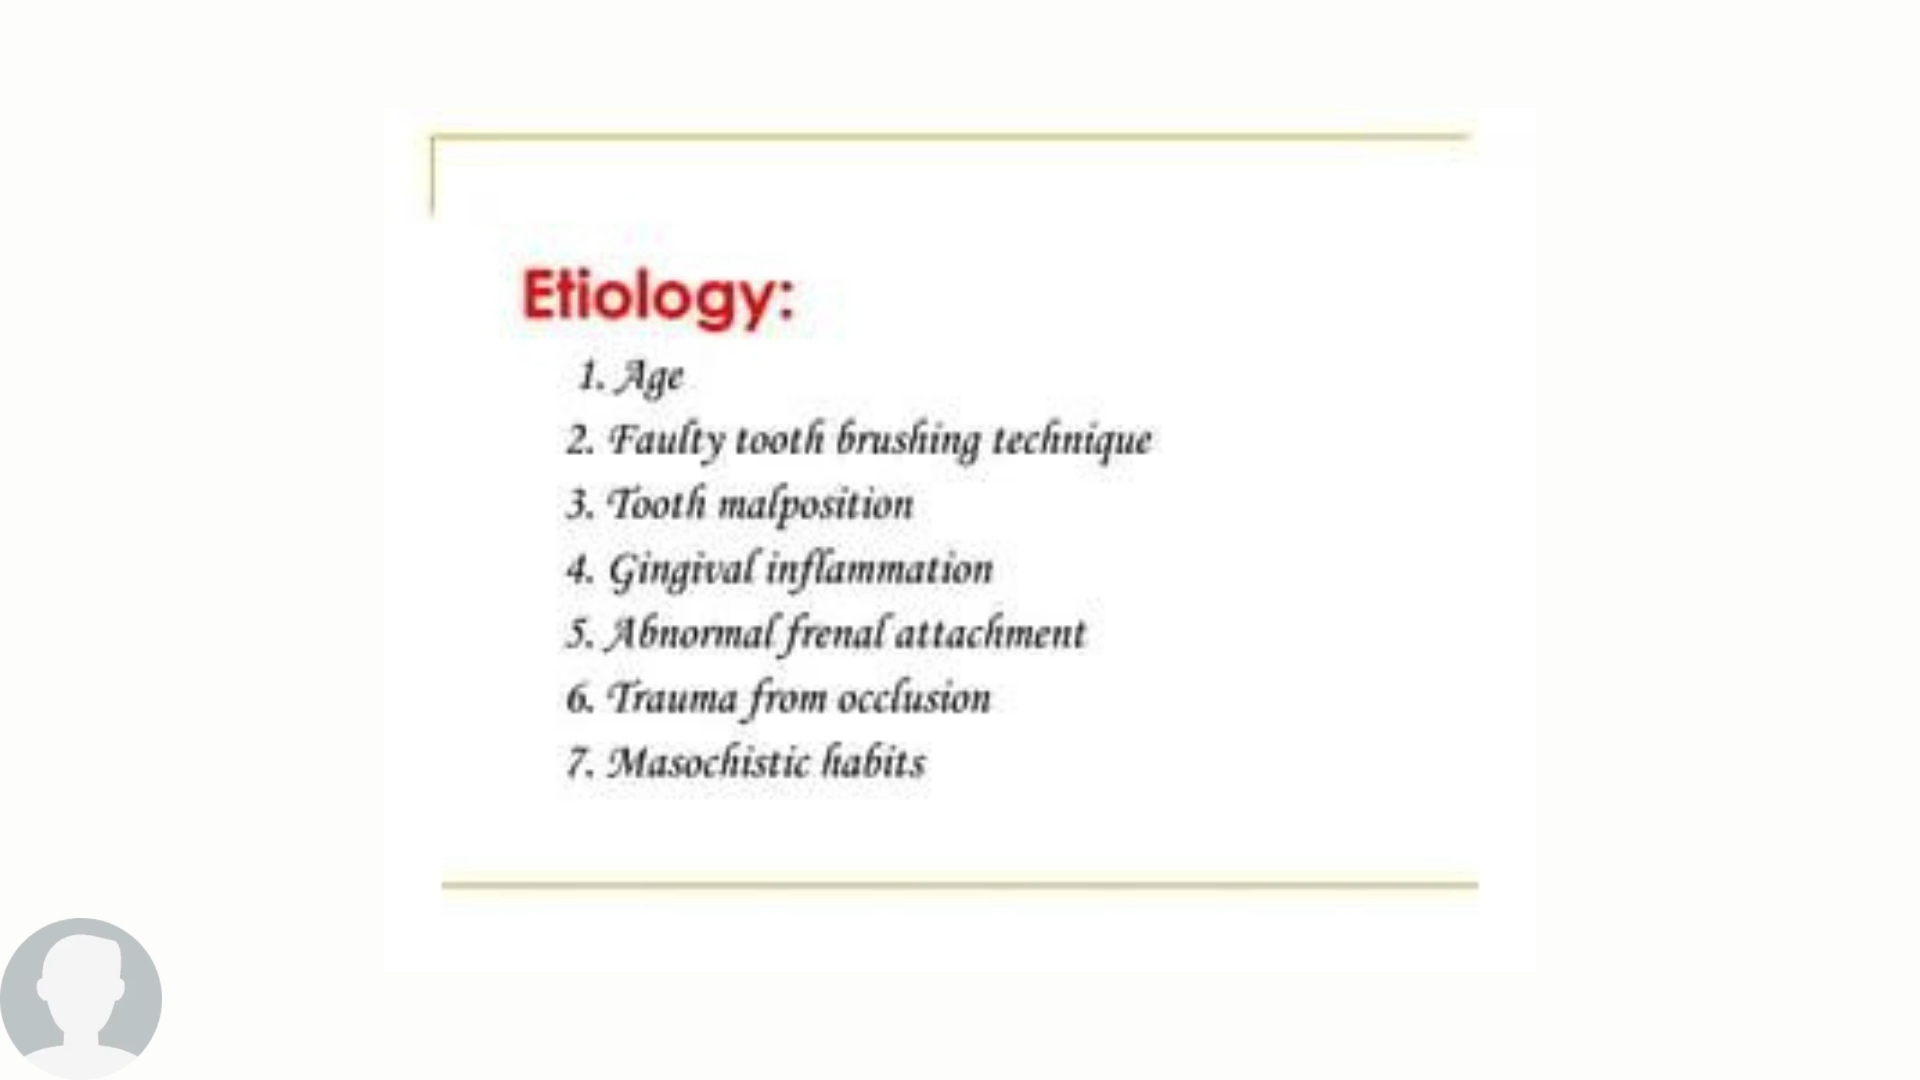 Etiology:
1. Age
2. Faulty tooth brushing technique
3. Tooth malposition
4. Gingival inflammation
5. Abnormal frenal attachment
6. Trauma from occlusion
7. Masochistic habits